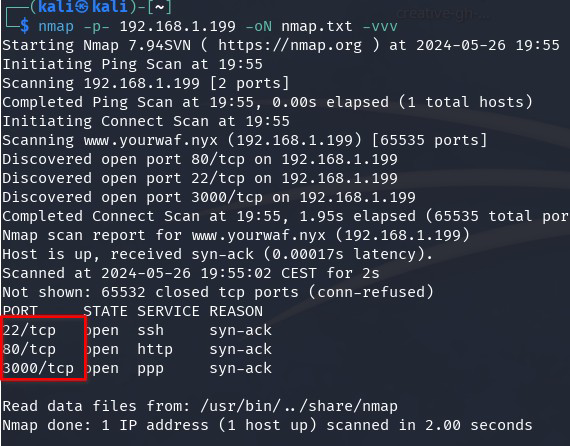 (kali㉿kali)-[~]
$ nmap -p- 192.168.1.199 -oN nmap.txt -vvv
Starting Nmap 7.94SVN ( https://nmap.org ) at 2024-05-26 19:55
Initiating Ping Scan at 19:55
Scanning 192.168.1.199 [2 ports]
Completed Ping Scan at 19:55, 0.00s elapsed (1 total hosts)
Initiating Connect Scan at 19:55
Scanning www.yourwaf.nyx (192.168.1.199) [65535 ports]
Discovered open port 80/tcp on 192.168.1.199
Discovered open port 22/tcp on 192.168.1.199
Discovered open port 3000/tcp on 192.168.1.199
Completed Connect Scan at 19:55, 1.95s elapsed (65535 total por
Nmap scan report for www.yourwaf.nyx (192.168.1.199)
Host is up, received syn-ack (0.00017s latency).
Scanned at 2024-05-26 19:55:02 CEST for 2s
Not shown: 65532 closed tcp ports (conn-refused)
PORT STATE SERVICE REASON
22/tcp open ssh syn-ack
80/tcp open http syn-ack
3000/tcp open ppp syn-ack
Read data files from: /usr/bin/../share/nmap
Nmap done: 1 IP address (1 host up) scanned in 2.00 seconds